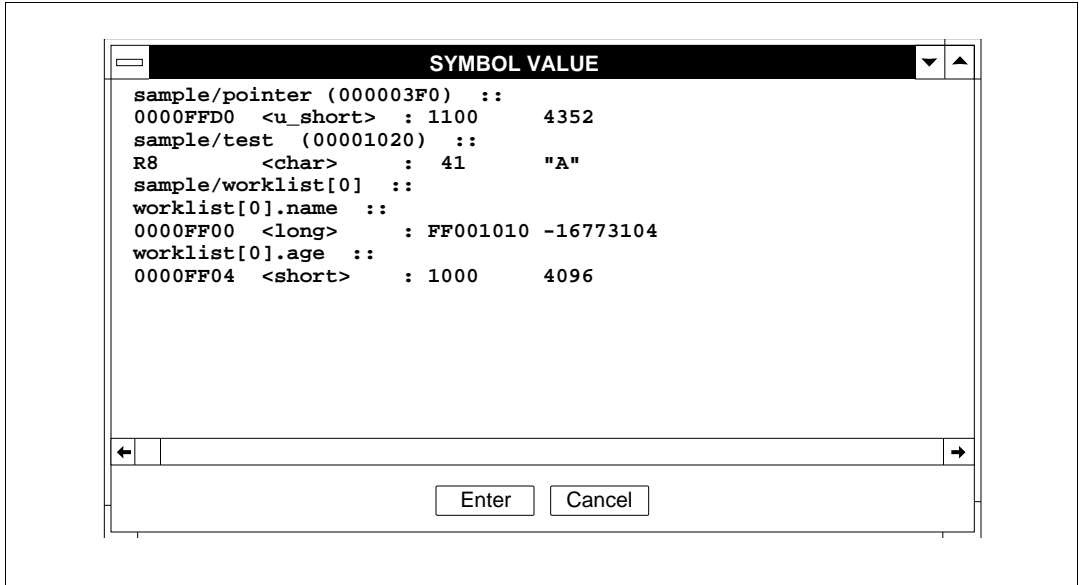 SYMBOL VALUE
sample/pointer (000003F0) ::
0000FFD0 <u_short> : 1100 4352
sample/test (00001020) ::
R8 <char> : 41 "A"
sample/worklist[0] ::
worklist[0].name ::
0000FF00 <long> : FF001010 -16773104
worklist[0].age ::
0000FF04 <short> : 1000 4096
Enter Cancel